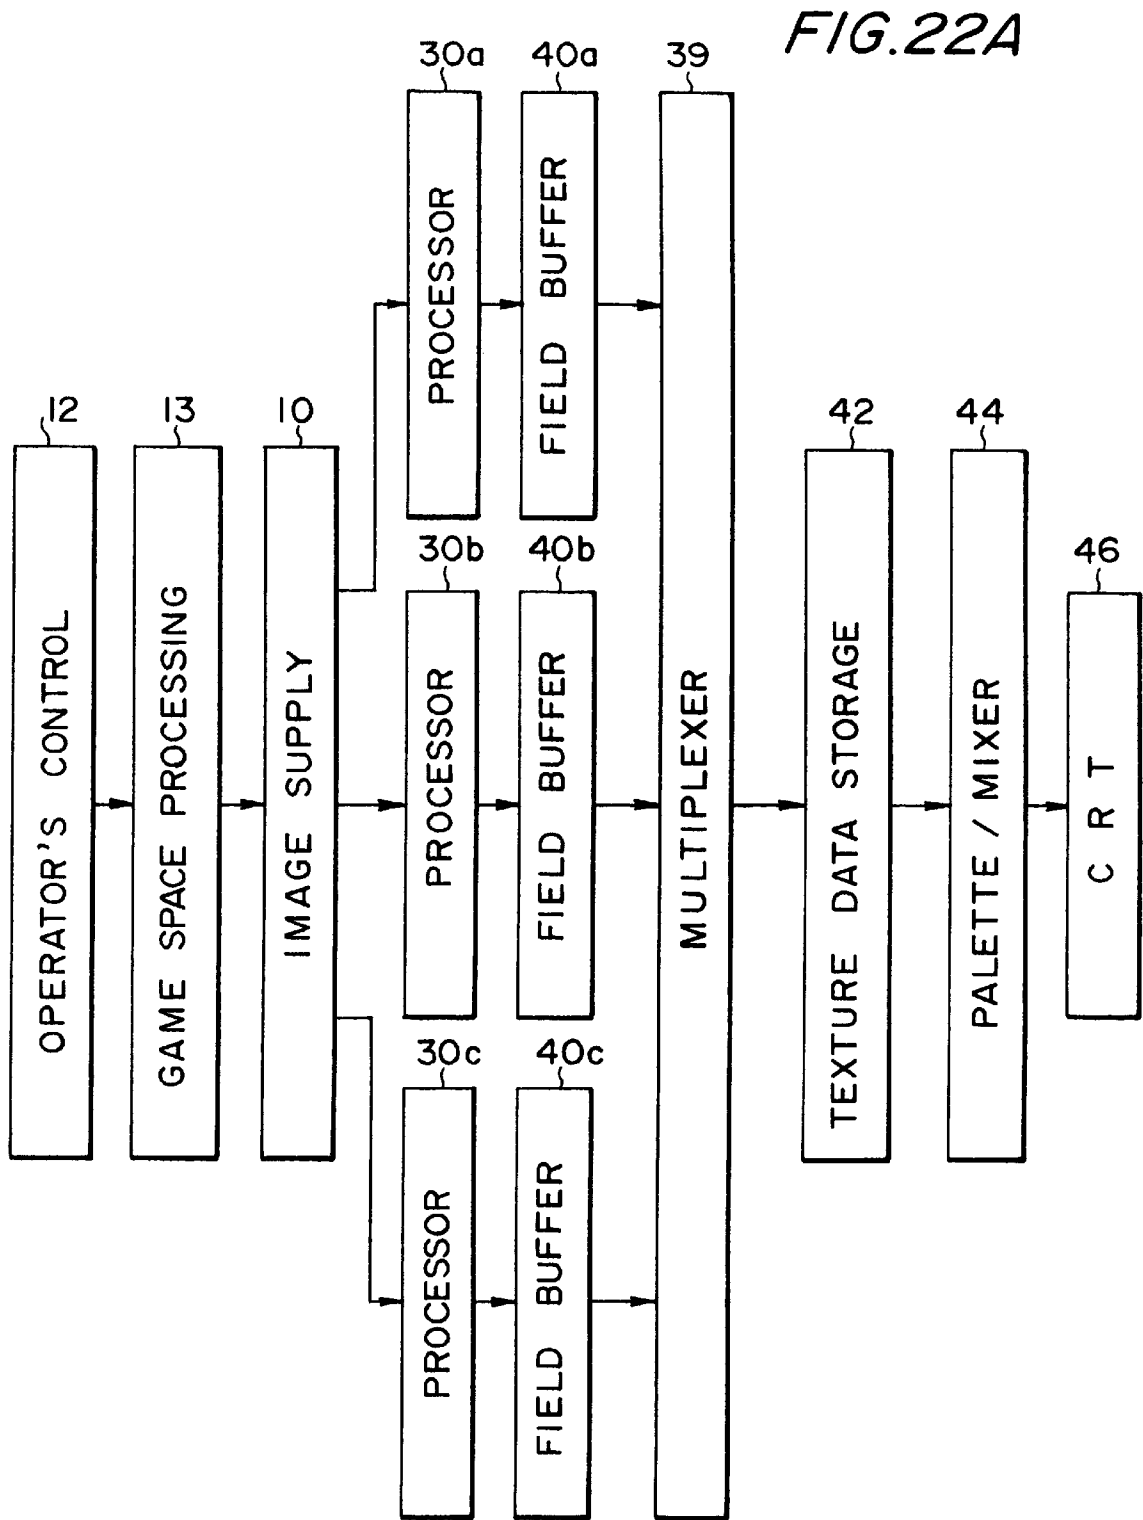 FIG.22A
12
OPERATOR'S CONTROL
13
GAME SPACE PROCESSING
10
IMAGE SUPPLY
30a
PROCESSOR
40a
FIELD BUFFER
30b
PROCESSOR
40b
FIELD BUFFER
30c
PROCESSOR
40c
FIELD BUFFER
39
MULTIPLEXER
42
TEXTURE DATA STORAGE
44
PALETTE / MIXER
46
C R T